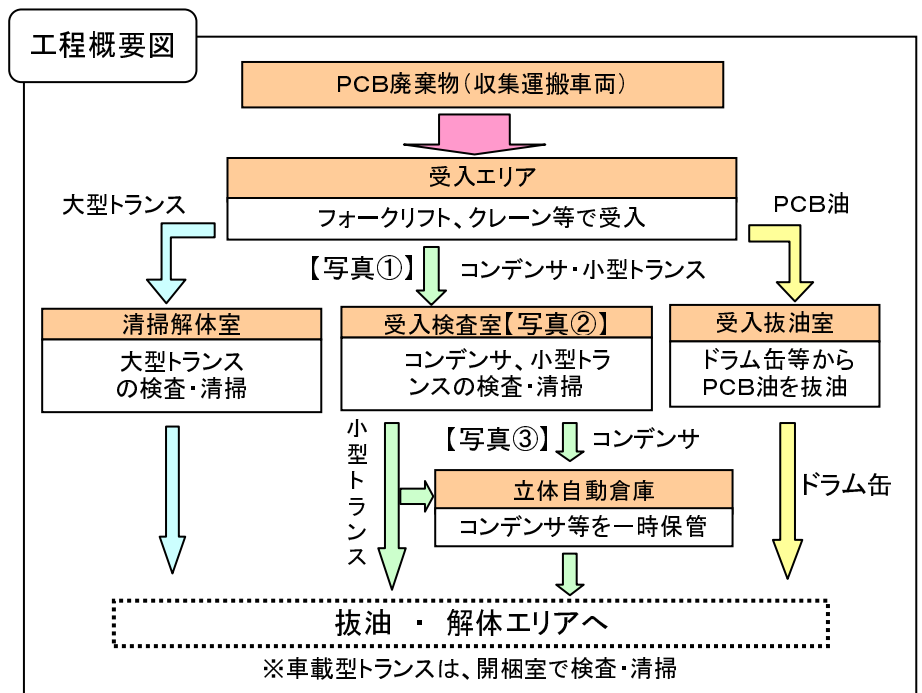 工程概要図
PCB廃棄物(収集運搬車両)
受入エリア
フォークリフト、クレーン等で受入
大型トランス
PCB油
【写真①】
コンデンサ・小型トランス
清掃解体室
大型トランス
の検査・清掃
受入検査室【写真②】
コンデンサ、小型トラ
ンスの検査・清掃
受入抜油室
ドラム缶等から
PCB油を抜油
小型トランス
【写真③】
コンデンサ
立体自動倉庫
コンデンサ等を一時保管
ドラム缶
抜油 ・ 解体エリアへ
※車載型トランスは、開梱室で検査・清掃